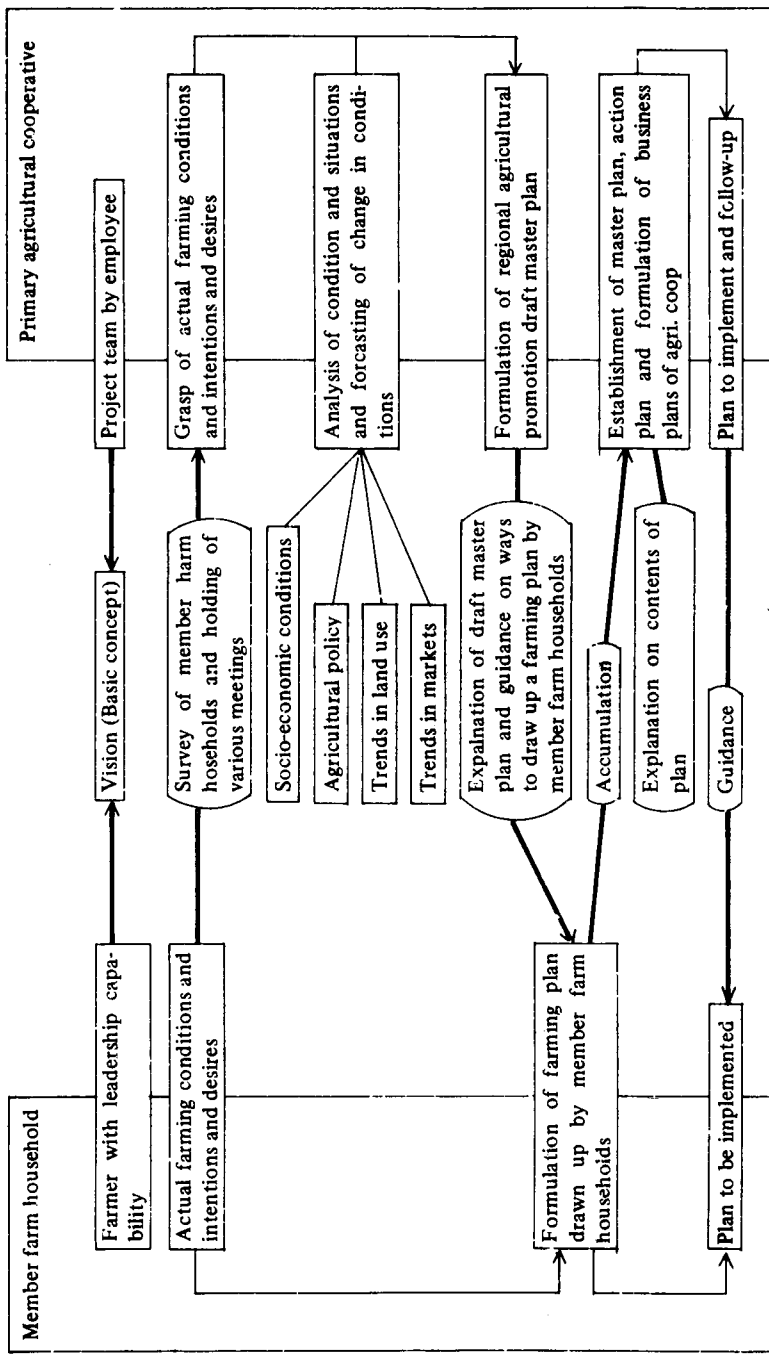 Member farm household
Primary agricultural cooperative
Farmer with leadership capa-
bility
Vision (Basic concept)
Project team by employee
Actual farming conditions and
intentions and desires
Survey of member harm
hoseholds and holding of
various meetings
Grasp of actual farming conditions
and intentions and desires
Socio-economic conditions
Agricultural policy
Trends in land use
Trends in markets
Analysis of condition and situations
and forcasting of change in condi-
tions
Expalnation of draft master
plan and guidance on ways
to draw up a farming plan by
member farm households
Formulation of regional agricultural
promotion draft master plan
Formulation of farming plan
drawn up by member farm
households
Accumulation
Establishment of master plan, action
plan and formulation of business
plans of agri. coop
Explanation on contents of
plan
Plan to be implemented
Guidance
Plan to implement and follow-up